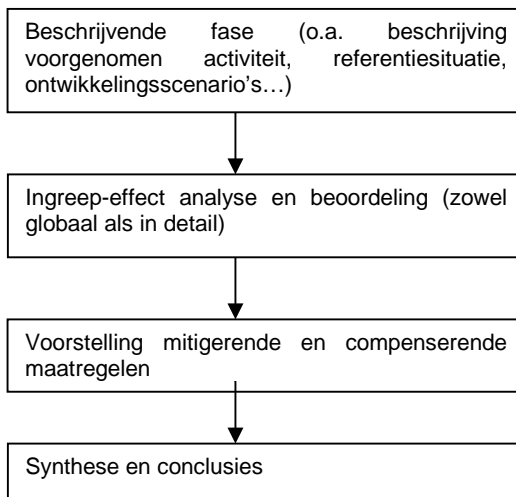 Beschrijvende fase (o.a. beschrijving
voorgenomen activiteit, referentiesituatie,
ontwikkelingsscenario's…)
Ingreep-effect analyse en beoordeling (zowel
globaal als in detail)
Voorstelling mitigerende en compenserende
maatregelen
Synthese en conclusies